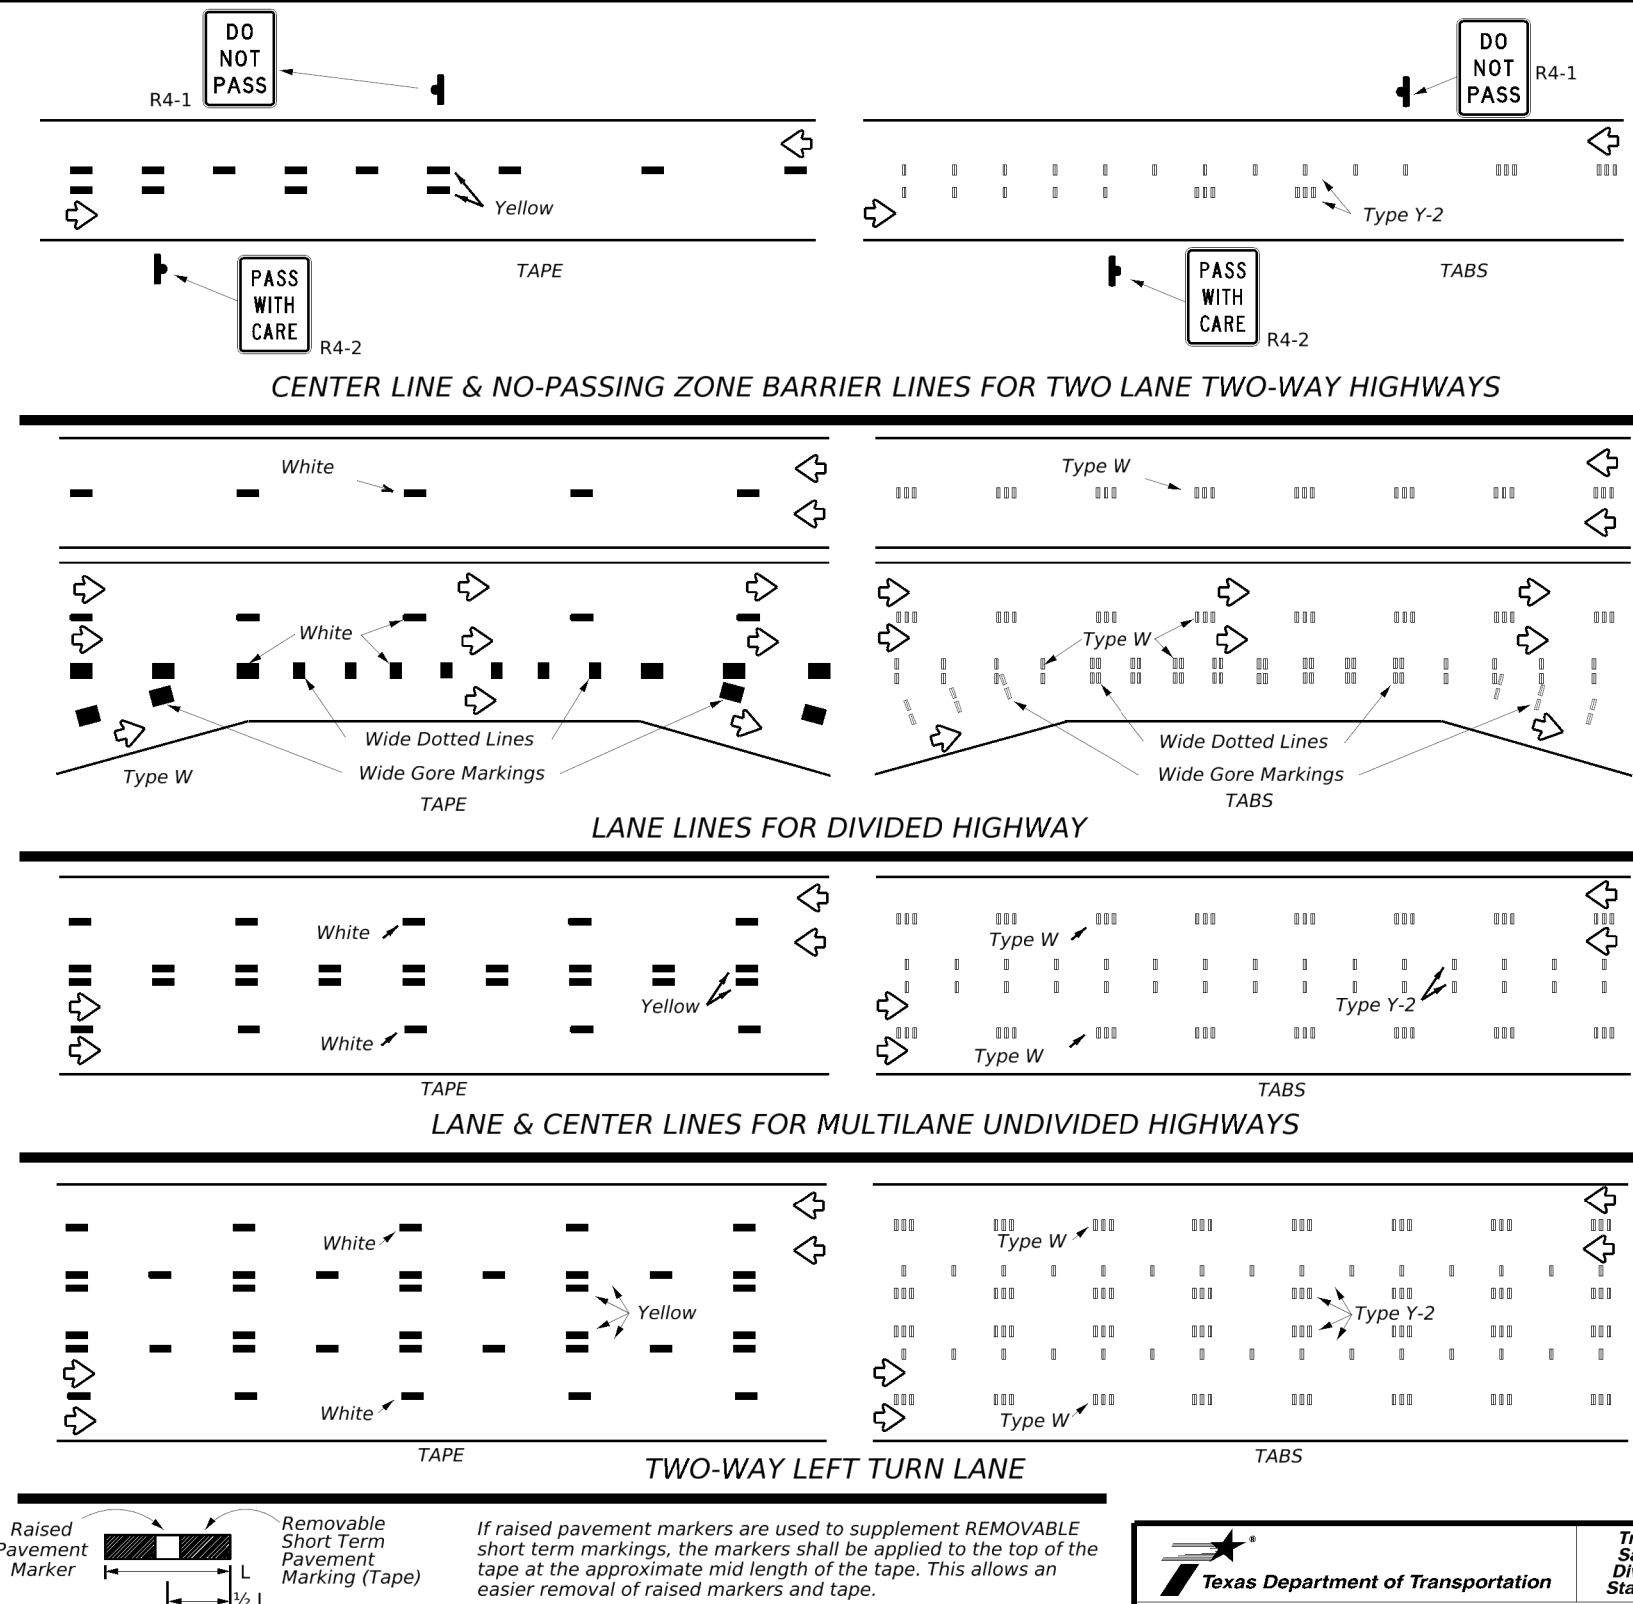 DO
NOT
PASS
R4-1
DO
NOT
PASS
R4-1
Yellow
Type Y-2
PASS
WITH
CARE
R4-2
TAPE
PASS
WITH
CARE
R4-2
TABS
CENTER LINE & NO-PASSING ZONE BARRIER LINES FOR TWO LANE TWO-WAY HIGHWAYS
White
Type W
White
Type W
Wide Dotted Lines
Wide Gore Markings
Type W
TAPE
Wide Dotted Lines
Wide Gore Markings
TABS
LANE LINES FOR DIVIDED HIGHWAY
White
Type W
Yellow
Type Y-2
White
Type W
TAPE
TABS
LANE & CENTER LINES FOR MULTILANE UNDIVIDED HIGHWAYS
White
Type W
Yellow
Type Y-2
White
Type W
TAPE
TABS
TWO-WAY LEFT TURN LANE
Raised
Pavement
Marker
Removable
Short Term
Pavement
Marking (Tape)
L
½ L
If raised pavement markers are used to supplement REMOVABLE
short term markings, the markers shall be applied to the top of the
tape at the approximate mid length of the tape. This allows an
easier removal of raised markers and tape.
®
Texas Department of Transportation